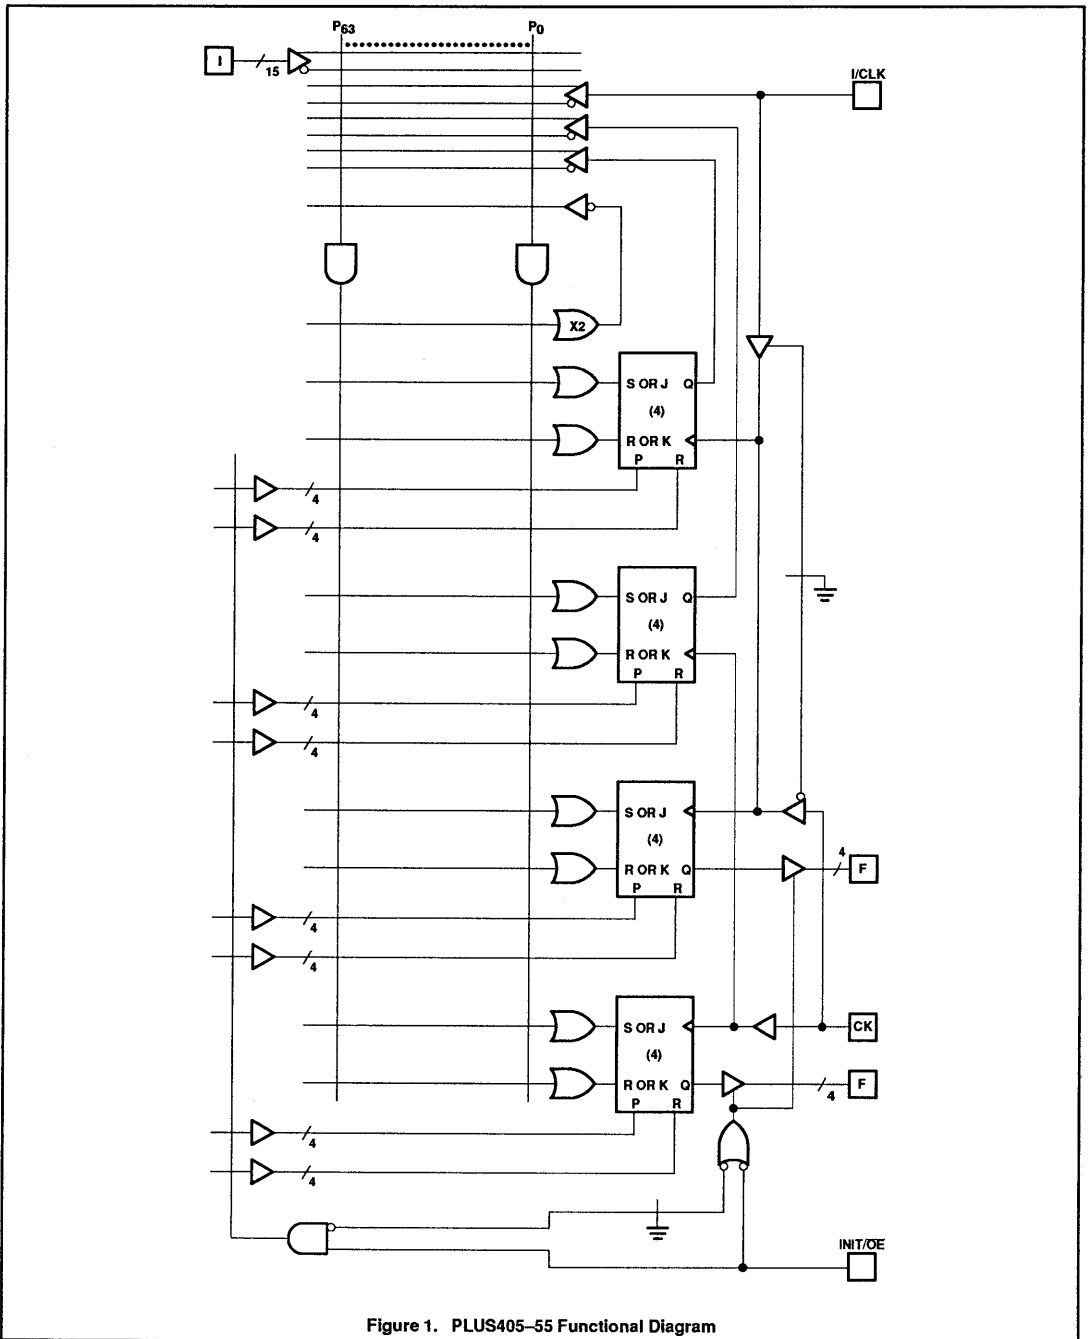 P63 P0
I
15
I/CLK
X2
S OR J Q
(4)
R OR K
P R
4
4
S OR J Q
(4)
R OR K
P R
4
4
S OR J
(4)
4
R OR K Q
F
P R
4
4
S OR J
CK
(4)
R OR K Q
F
4
P R
4
4
INIT/OE
Figure 1. PLUS405–55 Functional Diagram